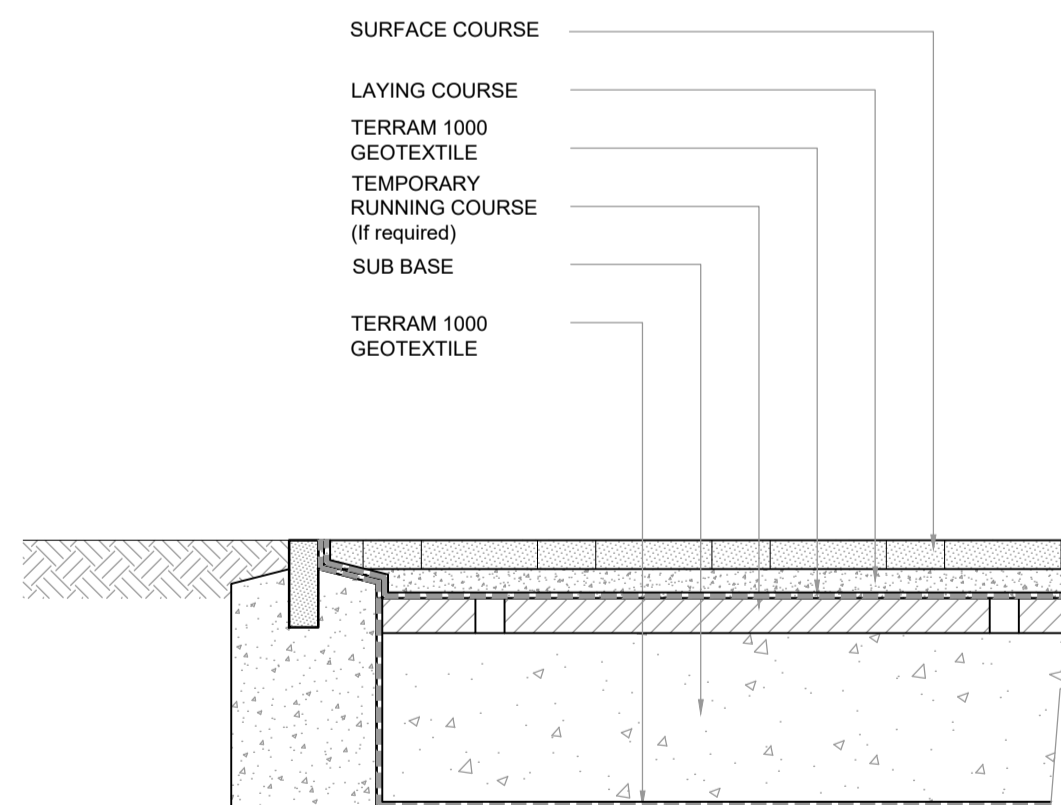 SURFACE COURSE
LAYING COURSE
TERRAM 1000
GEOTEXTILE
TEMPORARY
RUNNING COURSE
(If required)
SUB BASE
TERRAM 1000
GEOTEXTILE